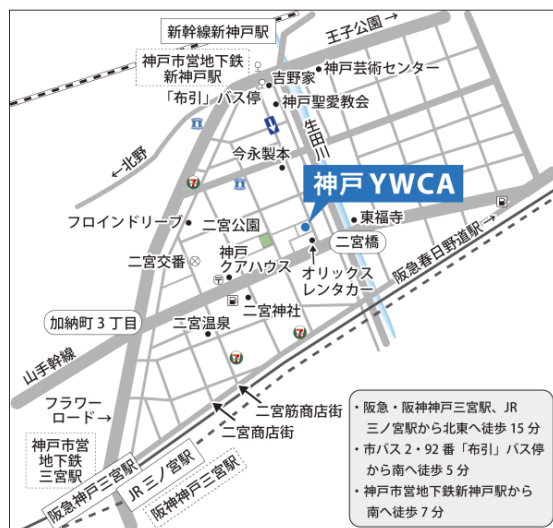 新幹線新神戸駅
王子公園→
神戸市営地下鉄
新神戸駅
吉野家
神戸芸術センター
「布引」バス停
神戸聖愛教会
生田川
←北野
今永製本
神戸 YWCA
フロインドリーブ
二宮公園
東福寺
二宮橋
二宮交番
神戸
クアハウス
オリックス
レンタカー
阪急春日野道駅→
加納町3丁目
二宮神社
二宮温泉
山手幹線
7
7
7
フラワー
ロード→
二宮筋商店街
二宮商店街
神戸市営
地下鉄
三宮駅
阪急神戸三宮駅
JR 三ノ宮駅
阪神神戸三宮駅
・阪急・阪神神戸三宮駅、JR
三ノ宮駅から北東へ徒歩 15 分
・市バス 2・92 番「布引」バス停
から南へ徒歩 5 分
・神戸市営地下鉄新神戸駅から
南へ徒歩 7 分